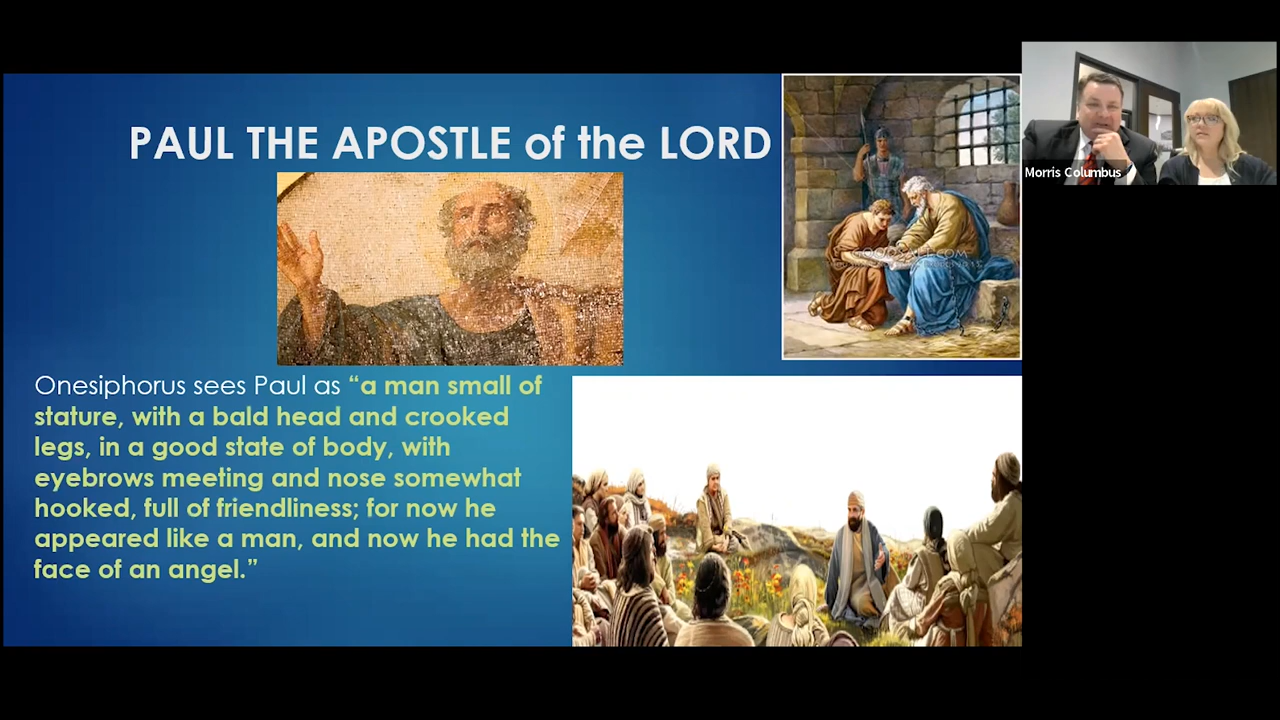 PAUL THE APOSTLE of the LORD
Morris Columbus
Onesiphorus sees Paul as “a man small of
stature, with a bald head and crooked
legs, in a good state of body, with
eyebrows meeting and nose somewhat
hooked, full of friendliness; for now he
appeared like a man, and now he had the
face of an angel.”